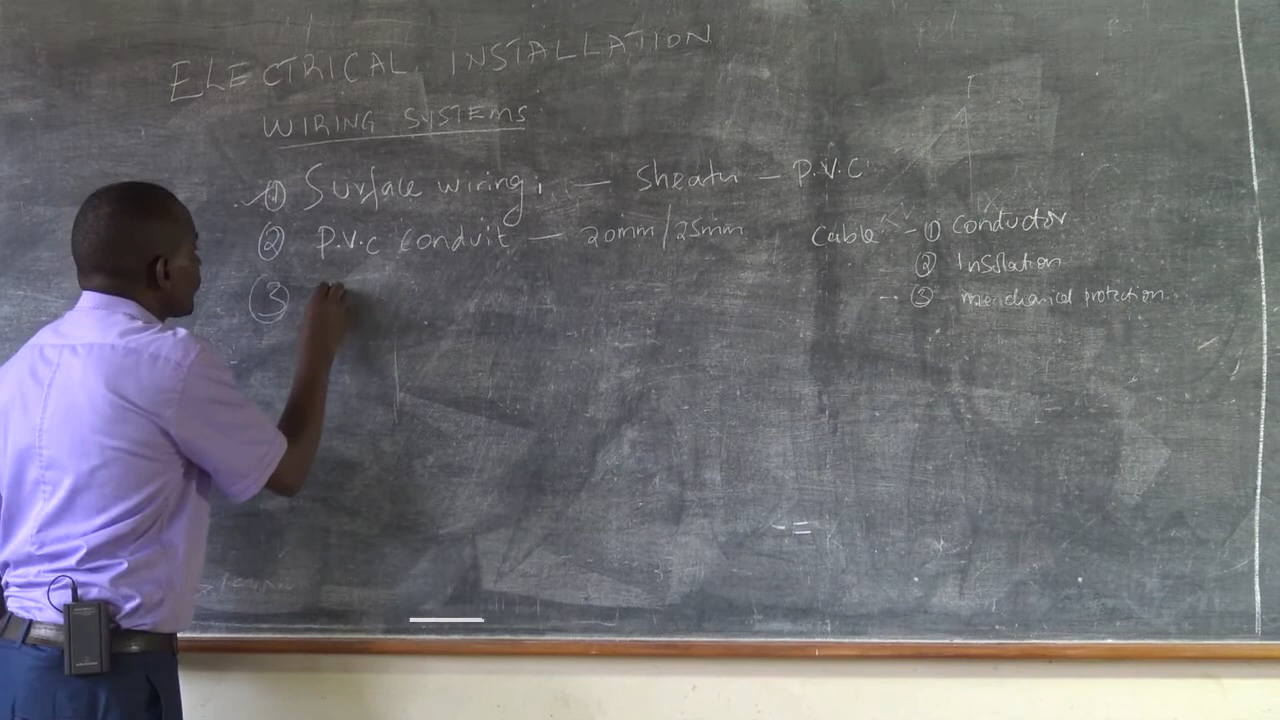 ELECTRICAL INSTALLATION
WIRING SYSTEMS
① Surface wiring, — Sheath – P.V.C.
② P.V.C Conduit — 20mm/25mm
③
Cable – ① Conductor
② Insolation
③ mechanical protection